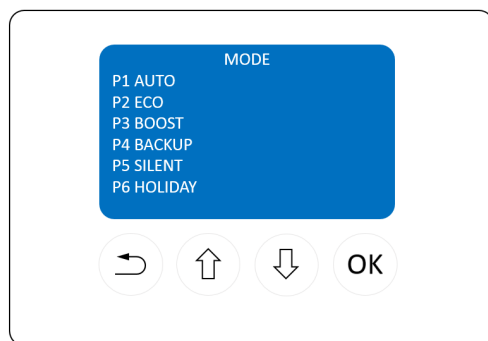 MODE
P1 AUTO
P2 ECO
P3 BOOST
P4 BACKUP
P5 SILENT
P6 HOLIDAY
OK